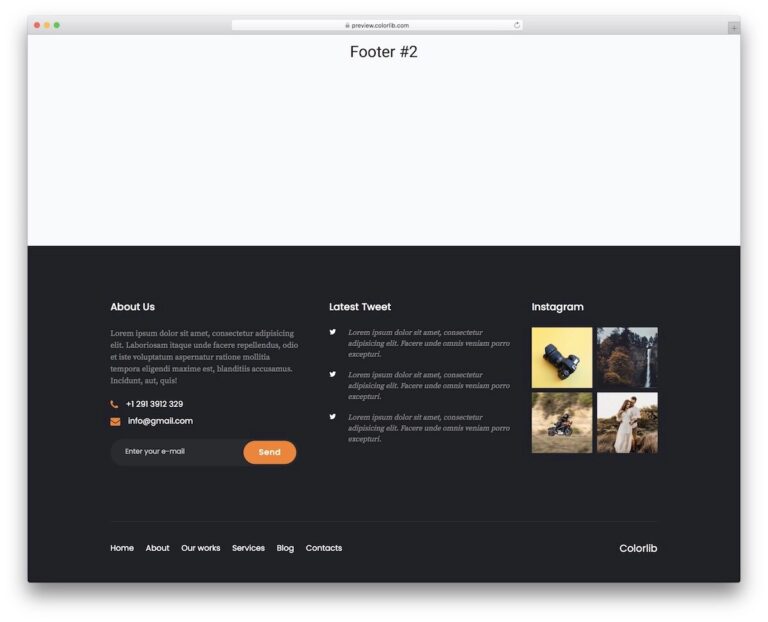 preview.colorlib.com
Footer #2
About Us
Lorem ipsum dolor sit amet, consectetur adipisicing
elit. Laboriosam itaque unde facere repellendus, odio
et iste voluptatum aspernatur ratione mollitia
tempora eligendi maxime est, blanditiis accusamus.
Incidunt, aut, quis!
+1 291 3912 329
info@gmail.com
Enter your e-mail
Send
Latest Tweet
Lorem ipsum dolor sit amet, consectetur
adipisicing elit. Facere unde omnis veniam porro
excepturi.
Lorem ipsum dolor sit amet, consectetur
adipisicing elit. Facere unde omnis veniam porro
excepturi.
Lorem ipsum dolor sit amet, consectetur
adipisicing elit. Facere unde omnis veniam porro
excepturi.
Instagram
Home About Our works Services Blog Contacts
Colorlib